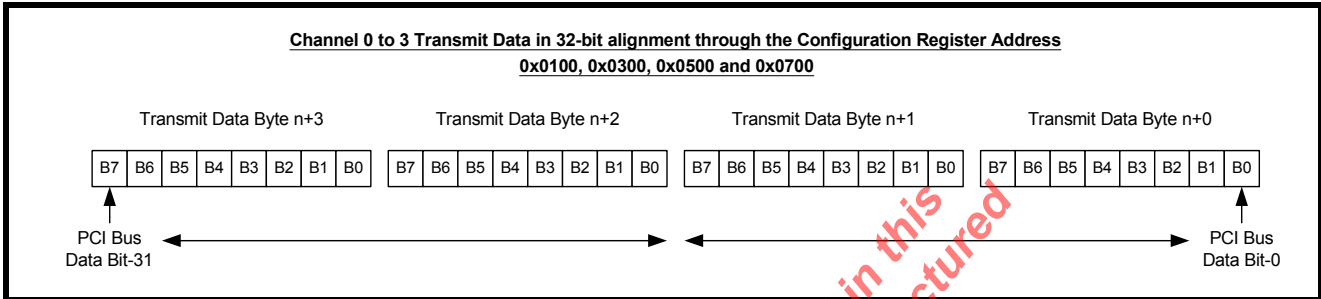 Channel 0 to 3 Transmit Data in 32-bit alignment through the Configuration Register Address
0x0100, 0x0300, 0x0500 and 0x0700
Transmit Data Byte n+3 Transmit Data Byte n+2 Transmit Data Byte n+1 Transmit Data Byte n+0
B7 B6 B5 B4 B3 B2 B1 B0 B7 B6 B5 B4 B3 B2 B1 B0 B7 B6 B5 B4 B3 B2 B1 B0 B7 B6 B5 B4 B3 B2 B1 B0
PCI Bus PCI Bus
Data Bit-31 Data Bit-0
in this
ctured